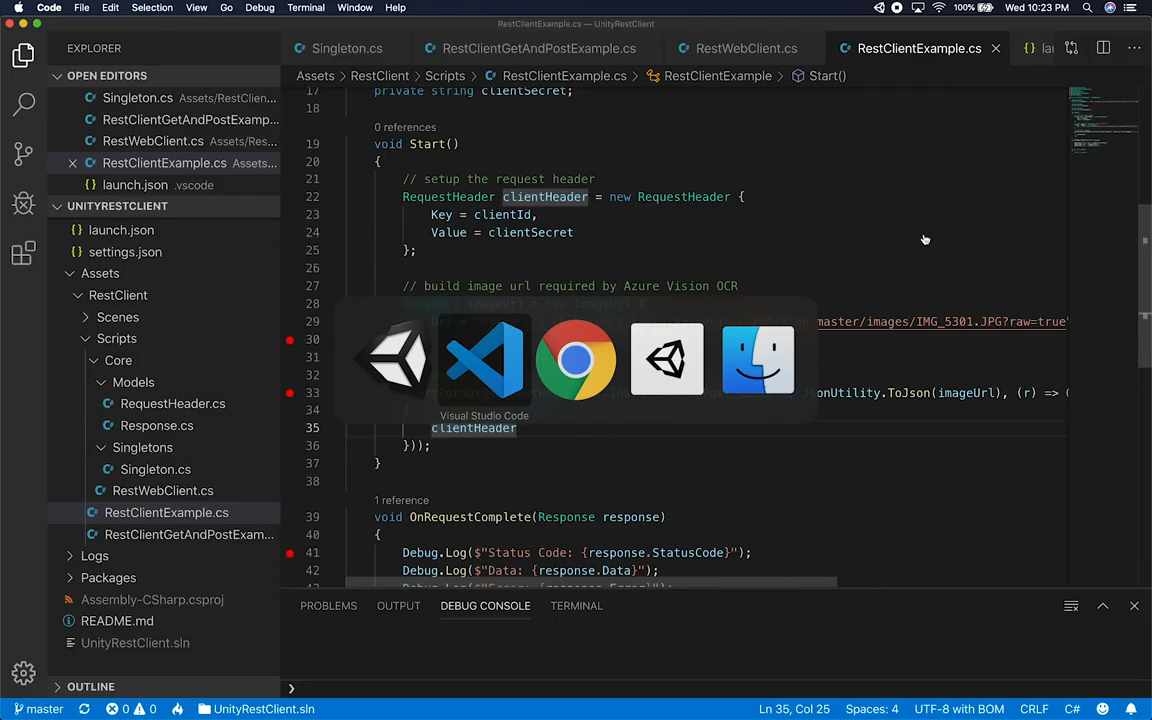 Code File Edit Selection View Go Debug Terminal Window Help
100% Wed 10:23 PM
RestClientExample.cs — UnityRestClient
EXPLORER
Singleton.cs
RestClientGetAndPostExample.cs
RestWebClient.cs
RestClientExample.cs
Assets > RestClient > Scripts > RestClientExample.cs > RestClientExample > Start()
OPEN EDITORS
Singleton.cs Assets/RestClien...
RestClientGetAndPostExamp...
RestWebClient.cs Assets/Res...
RestClientExample.cs Assets...
launch.json .vscode
UNITYRESTCLIENT
launch.json
settings.json
Assets
RestClient
Scenes
Scripts
Core
Models
RequestHeader.cs
Response.cs
Singletons
Singleton.cs
RestWebClient.cs
RestClientExample.cs
RestClientGetAndPostExam...
Logs
Packages
Assembly-CSharp.csproj
README.md
UnityRestClient.sln
OUTLINE
17 private string clientSecret;
18
0 references
19 void Start()
20 {
21 // setup the request header
22 RequestHeader clientHeader = new RequestHeader {
23 Key = clientId,
24 Value = clientSecret
25 };
26
27 // build image url required by Azure Vision OCR
28 ImageUrl imageUrl = new ImageUrl {
29 master/images/IMG_5301.JPG?raw=true"
30
31
32
33 JsonUtility.ToJson(imageUrl), (r) =>
34 {
Visual Studio Code
35 clientHeader
36 }));
37 }
38
1 reference
39 void OnRequestComplete(Response response)
40 {
41 Debug.Log($"Status Code: {response.StatusCode}");
42 Debug.Log($"Data: {response.Data}");
PROBLEMS OUTPUT DEBUG CONSOLE TERMINAL
master 0 0 UnityRestClient.sln Ln 35, Col 25 Spaces: 4 UTF-8 with BOM CRLF C#